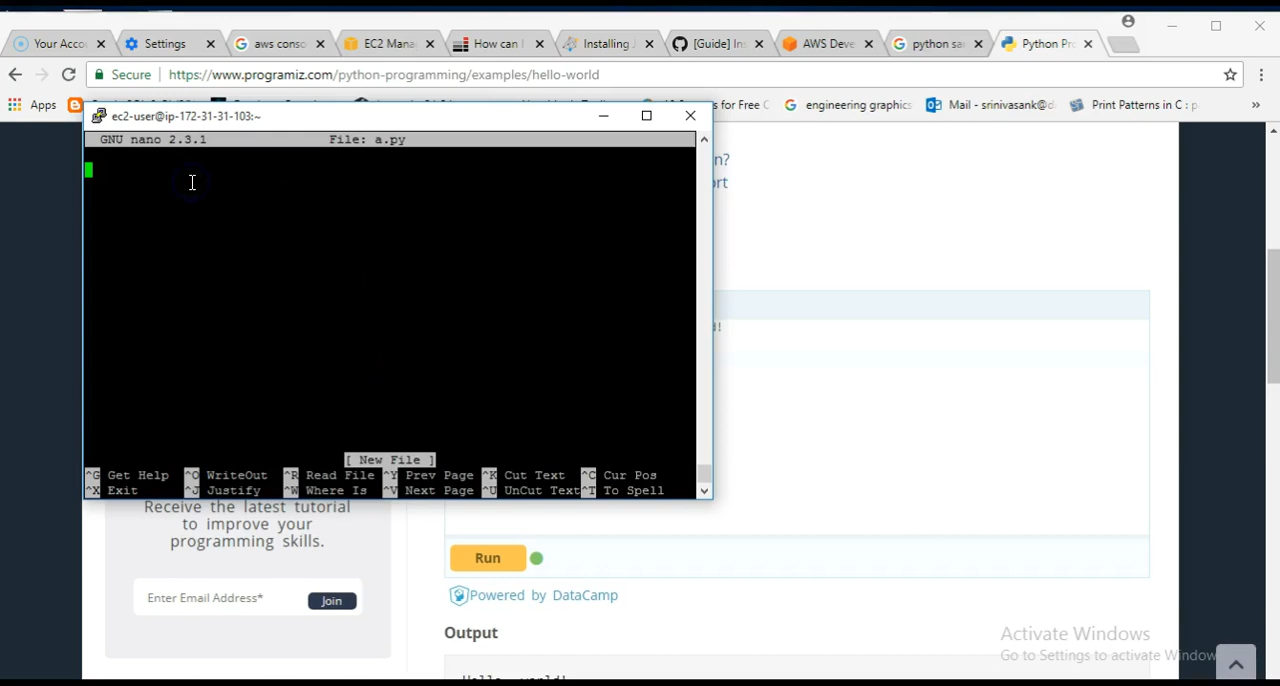 Your Accou
Settings
aws consc
EC2 Mana
How can I
Installing J
[Guide] Ins
AWS Deve
python sa
Python Pro
Secure
https://www.programiz.com/python-programming/examples/hello-world
Apps
s for Free C
engineering graphics
Mail - srinivasank@d
Print Patterns in C : p
»
ec2-user@ip-172-31-31-103:~
GNU nano 2.3.1 File: a.py
n?
rt
d!
[ New File ]
^G Get Help ^O WriteOut ^R Read File ^Y Prev Page ^K Cut Text ^C Cur Pos
^X Exit ^J Justify ^W Where Is ^V Next Page ^U UnCut Text ^T To Spell
Receive the latest tutorial
to improve your
programming skills.
Enter Email Address*
Join
Run
Powered by DataCamp
Output
Activate Windows
Go to Settings to activate Window